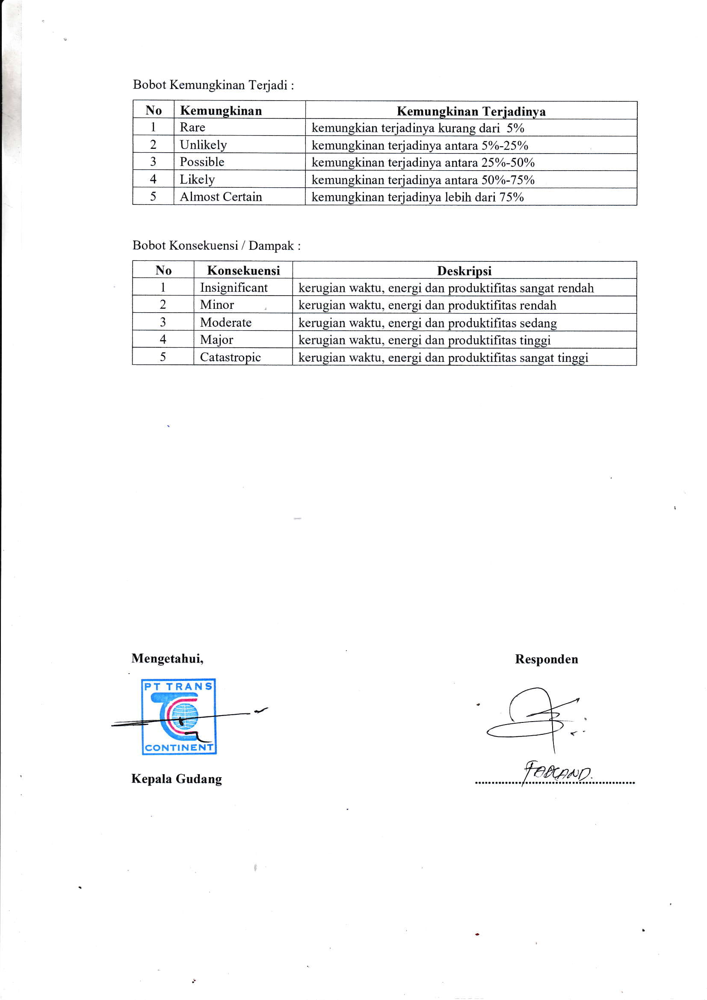 Bobot Kemungkinan Terjadi :
No Kemungkinan Kemungkinan Terjadinya
1 Rare kemungkian terjadinya kurang dari 5%
2 Unlikely kemungkinan terjadinya antara 5%-25%
3 Possible kemungkinan terjadinya antara 25%-50%
4 Likely kemungkinan terjadinya antara 50%-75%
5 Almost Certain kemungkinan terjadinya lebih dari 75%
Bobot Konsekuensi / Dampak :
No Konsekuensi Deskripsi
1 Insignificant kerugian waktu, energi dan produktifitas sangat rendah
2 Minor kerugian waktu, energi dan produktifitas rendah
3 Moderate kerugian waktu, energi dan produktifitas sedang
4 Major kerugian waktu, energi dan produktifitas tinggi
5 Catastropic kerugian waktu, energi dan produktifitas sangat tinggi
Mengetahui, Responden
PT TRANS
CONTINENT
Kepala Gudang